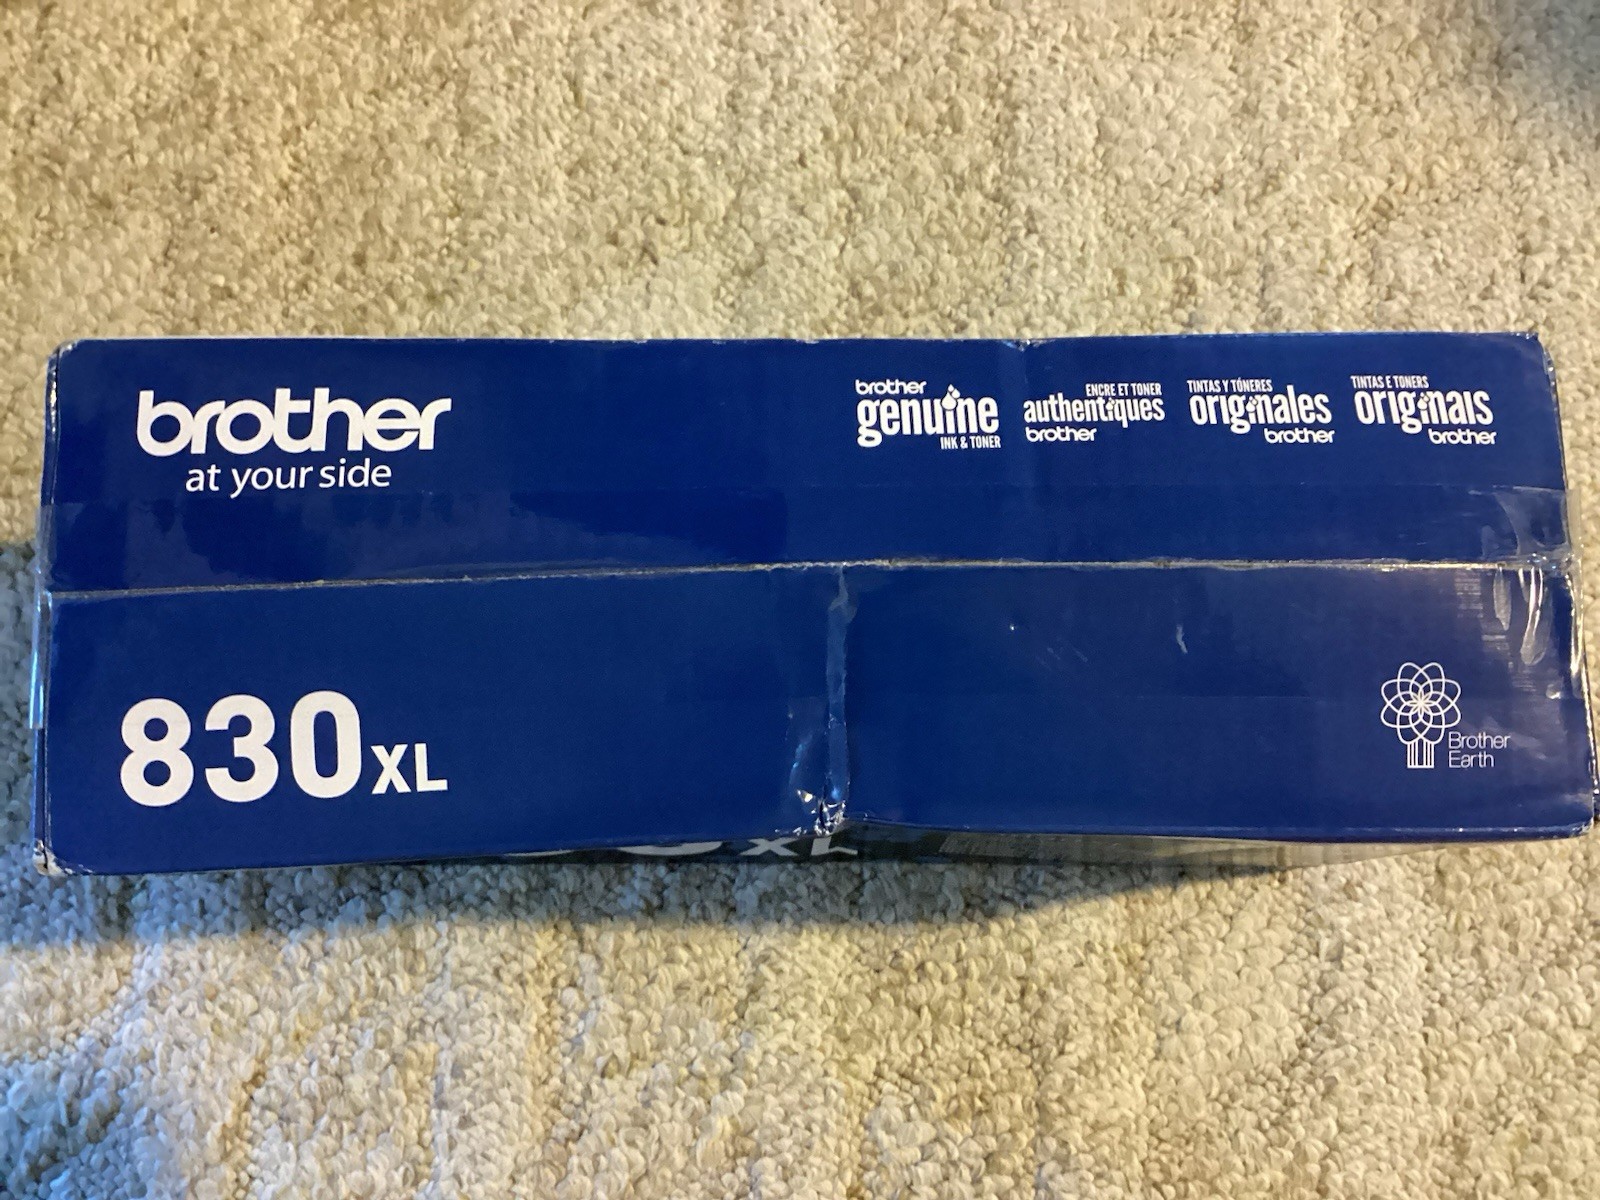 brother
at your side
brother
genuine
INK & TONER
ENCRE ET TONER
authentiques
brother
TINTAS Y TÓNERES
originales
brother
TINTAS E TONERS
originais
brother
830XL
Brother
Earth
XL